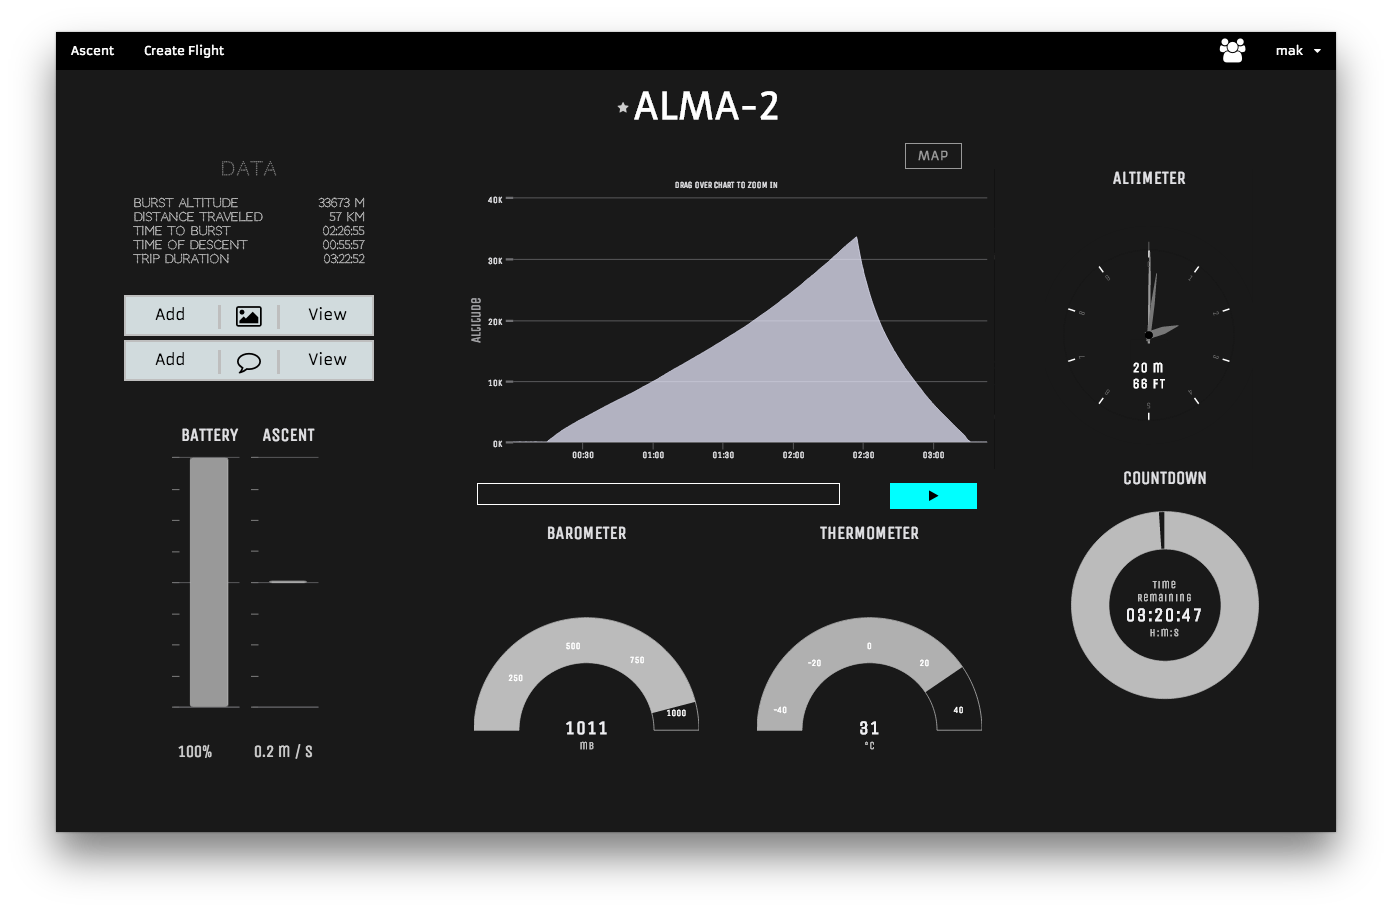 Ascent Create Flight mak
ALMA-2
DATA
BURST ALTITUDE 33673 M
DISTANCE TRAVELED 57 KM
TIME TO BURST 02:26:55
TIME OF DESCENT 00:55:57
TRIP DURATION 03:22:52
Add View
Add View
BATTERY ASCENT
100% 0.2 M / S
MAP
DRAG OVER CHART TO ZOOM IN
40K
30K
20K
10K
0K
Altitude
00:30 01:00 01:30 02:00 02:30 03:00
BAROMETER
250 500 750 1000
1011
MB
THERMOMETER
-40 -20 0 20 40
31
°C
ALTIMETER
20 M
66 FT
COUNTDOWN
Time
Remaining
03:20:47
H:M:S